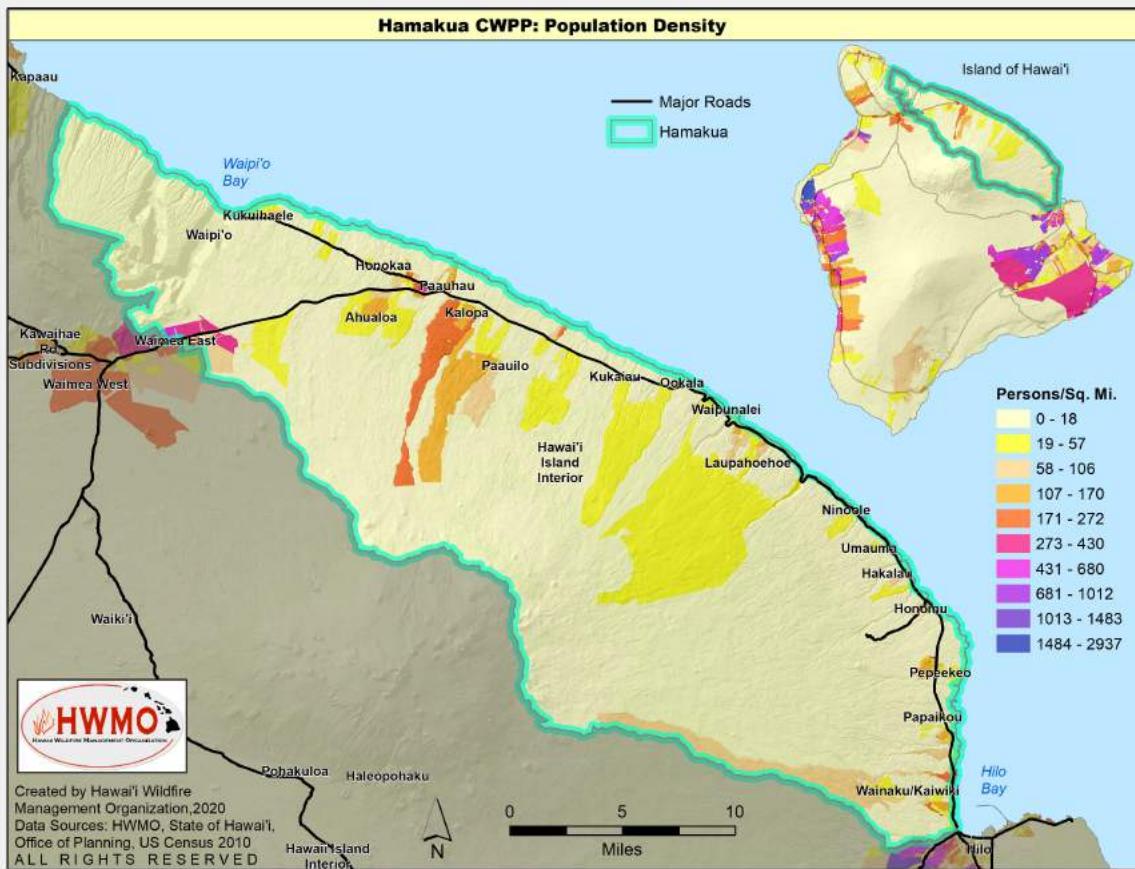 Hamakua CWPP: Population Density
Kapaau
Island of Hawai'i
Major Roads
Hamakua
Waipi'o
Bay
Kukuihaele
Waipi'o
Honokaa
Paauhau
Ahualoa
Kalopa
Kawaihae
Rd
Subdivisions
Waimea East
Waimea West
Paauilo
Kukaiau
Ookala
Waipunalei
Hawai'i
Island
Interior
Laupahoehoe
Ninoole
Umauma
Hakalau
Honomu
Persons/Sq. Mi.
0 - 18
19 - 57
58 - 106
107 - 170
171 - 272
273 - 430
431 - 680
681 - 1012
1013 - 1483
1484 - 2937
Waiki'i
Pepeekeo
Papaikou
HWMO
HAWAII WILDFIRE MANAGEMENT ORGANIZATION
Pohakuloa
Haleopohaku
Wainaku/Kaiwiki
Hilo
Bay
Created by Hawai'i Wildfire
Management Organization,2020
Data Sources: HWMO, State of Hawai'i,
Office of Planning, US Census 2010
ALL RIGHTS RESERVED
Hawaii Island
Interior
N
0 5 10
Miles
Hilo